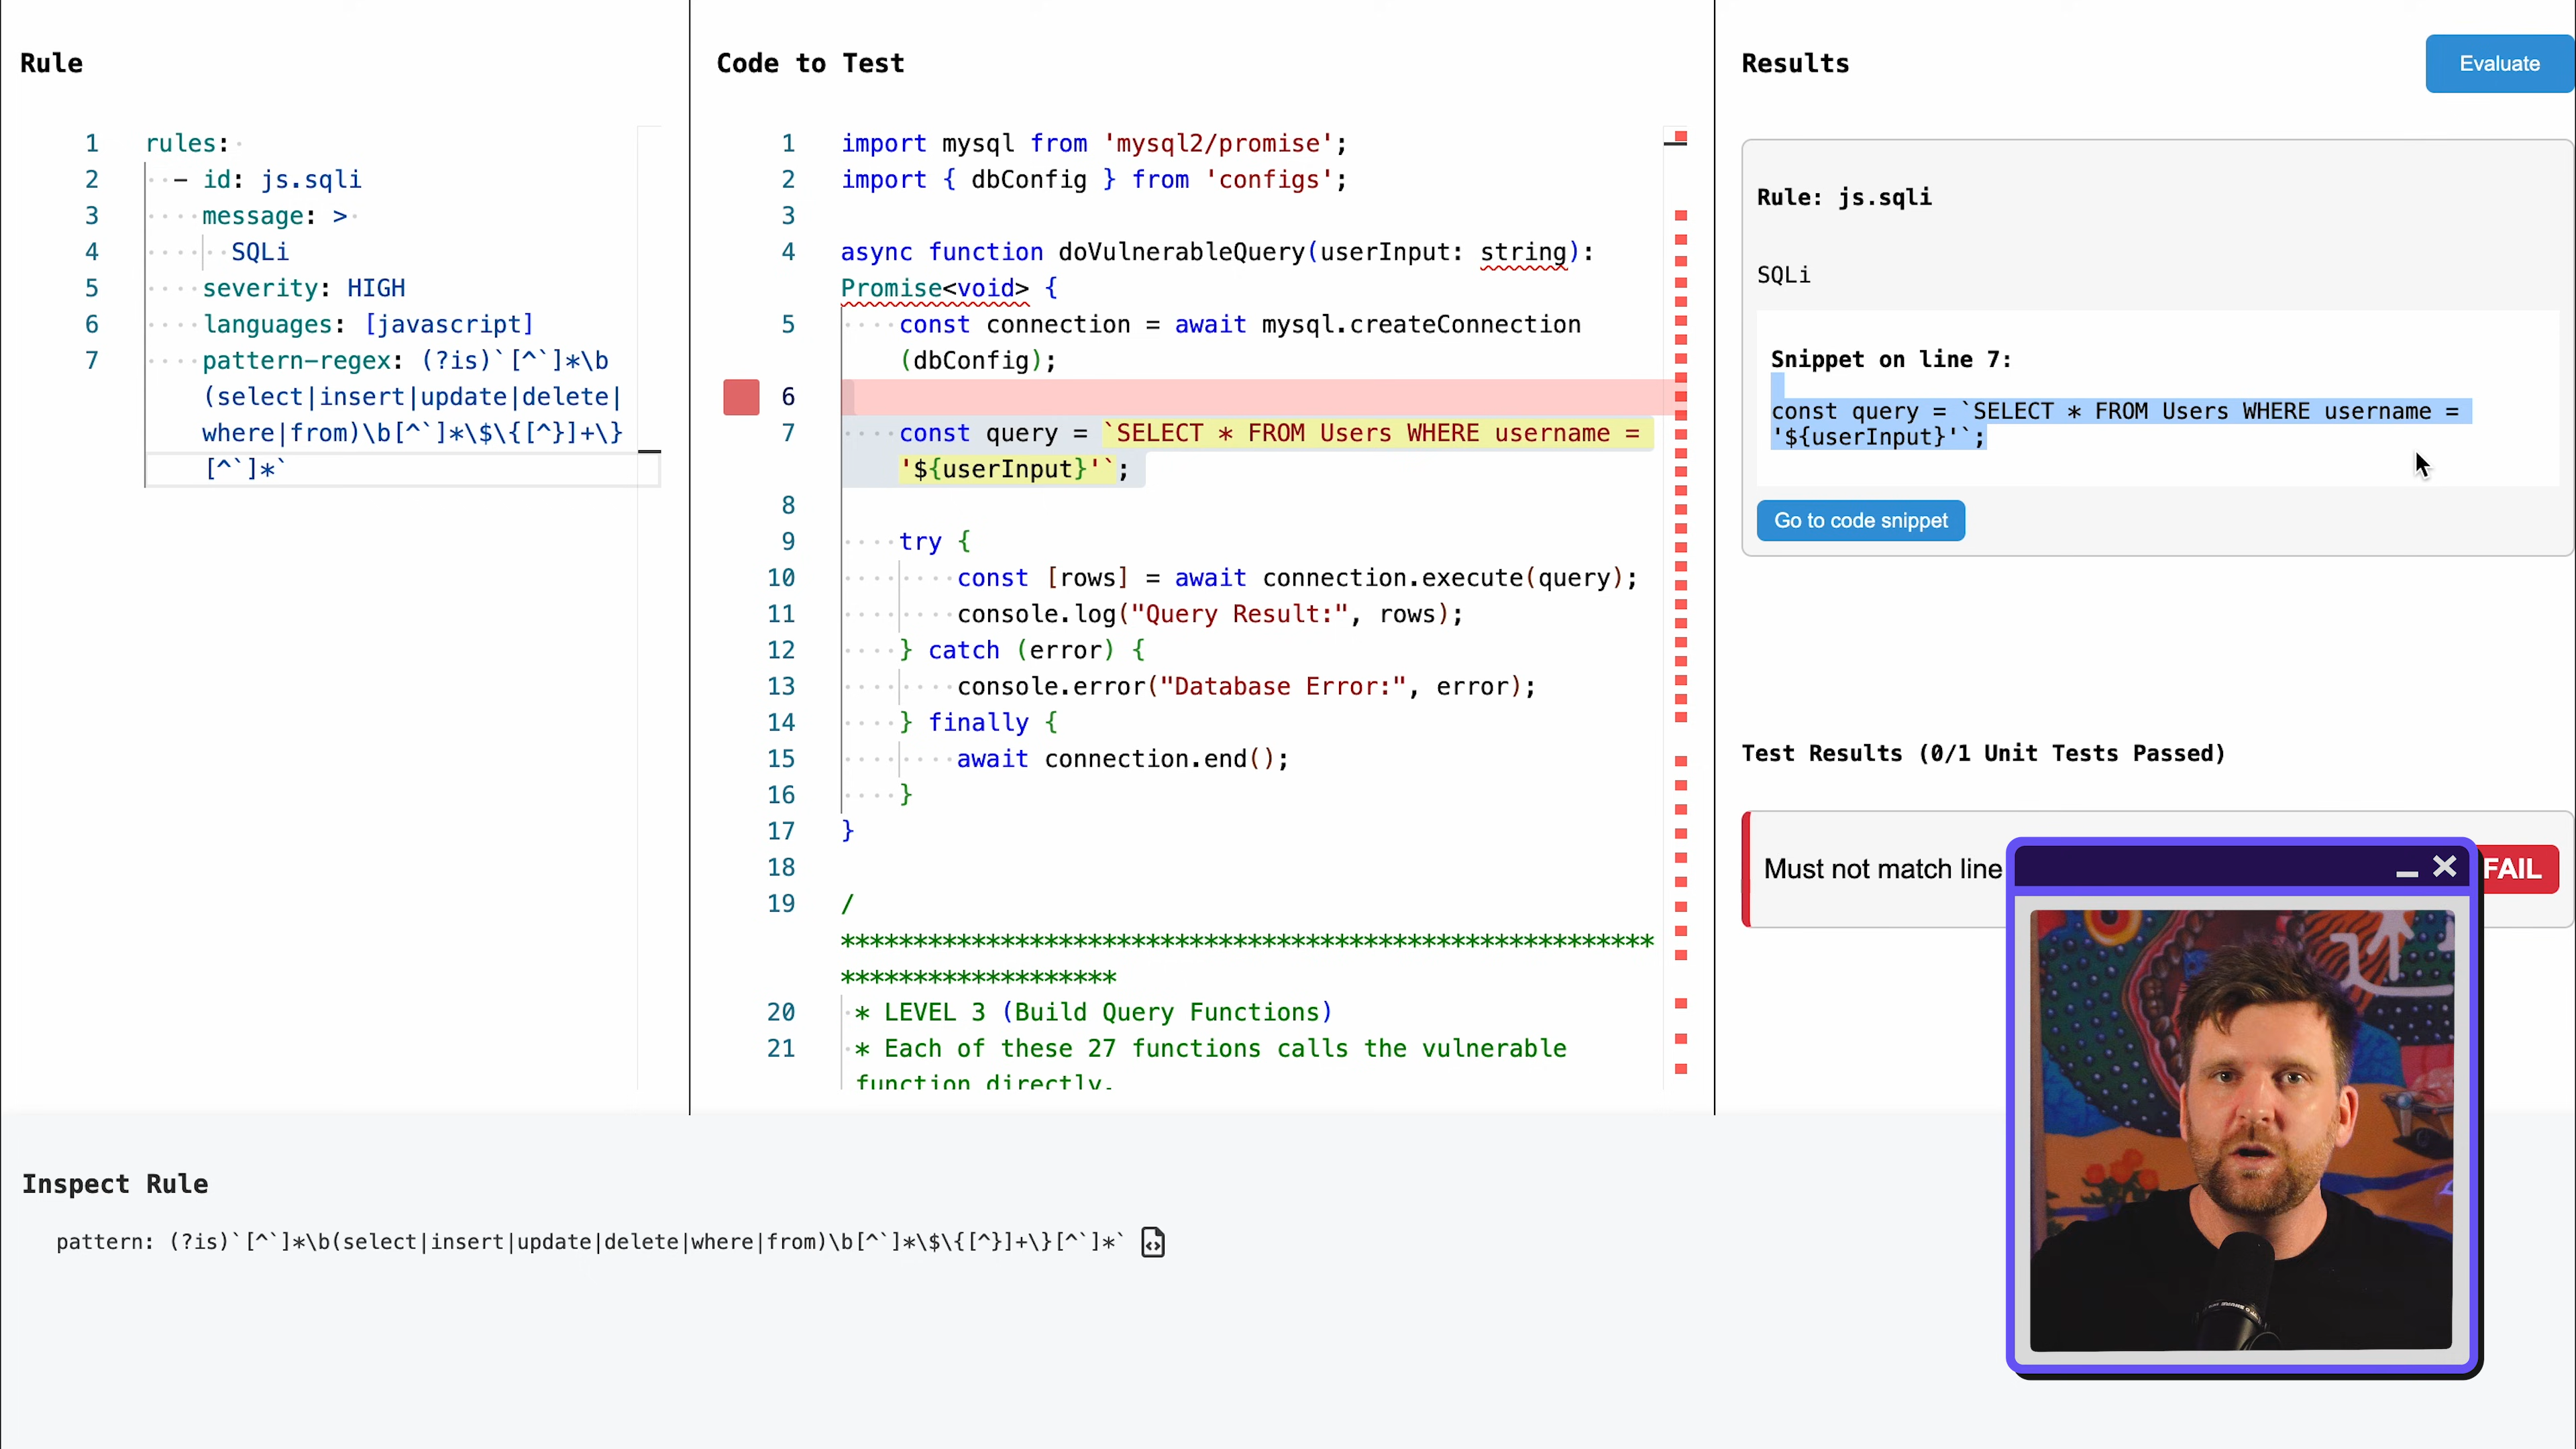 Rule
1 rules:
2 - id: js.sqli
3 message: >
4 SQLi
5 severity: HIGH
6 languages: [javascript]
7 pattern-regex: (?is)`[^`]*\b
(select|insert|update|delete|
where|from)\b[^`]*\$\{[^}]+\}
[^`]*`
Code to Test
1 import mysql from 'mysql2/promise';
2 import { dbConfig } from 'configs';
3
4 async function doVulnerableQuery(userInput: string):
Promise<void> {
5 const connection = await mysql.createConnection
(dbConfig);
6
7 const query = `SELECT * FROM Users WHERE username =
'${userInput}'`;
8
9 try {
10 const [rows] = await connection.execute(query);
11 console.log("Query Result:", rows);
12 } catch (error) {
13 console.error("Database Error:", error);
14 } finally {
15 await connection.end();
16 }
17 }
18
19 /
********************************************************
*******************
20 * LEVEL 3 (Build Query Functions)
21 * Each of these 27 functions calls the vulnerable
function directly.
Results
Evaluate
Rule: js.sqli
SQLi
Snippet on line 7:
const query = `SELECT * FROM Users WHERE username =
'${userInput}'`;
Go to code snippet
Test Results (0/1 Unit Tests Passed)
Must not match line
FAIL
Inspect Rule
pattern: (?is)`[^`]*\b(select|insert|update|delete|where|from)\b[^`]*\$\{[^}]+\}[^`]*`